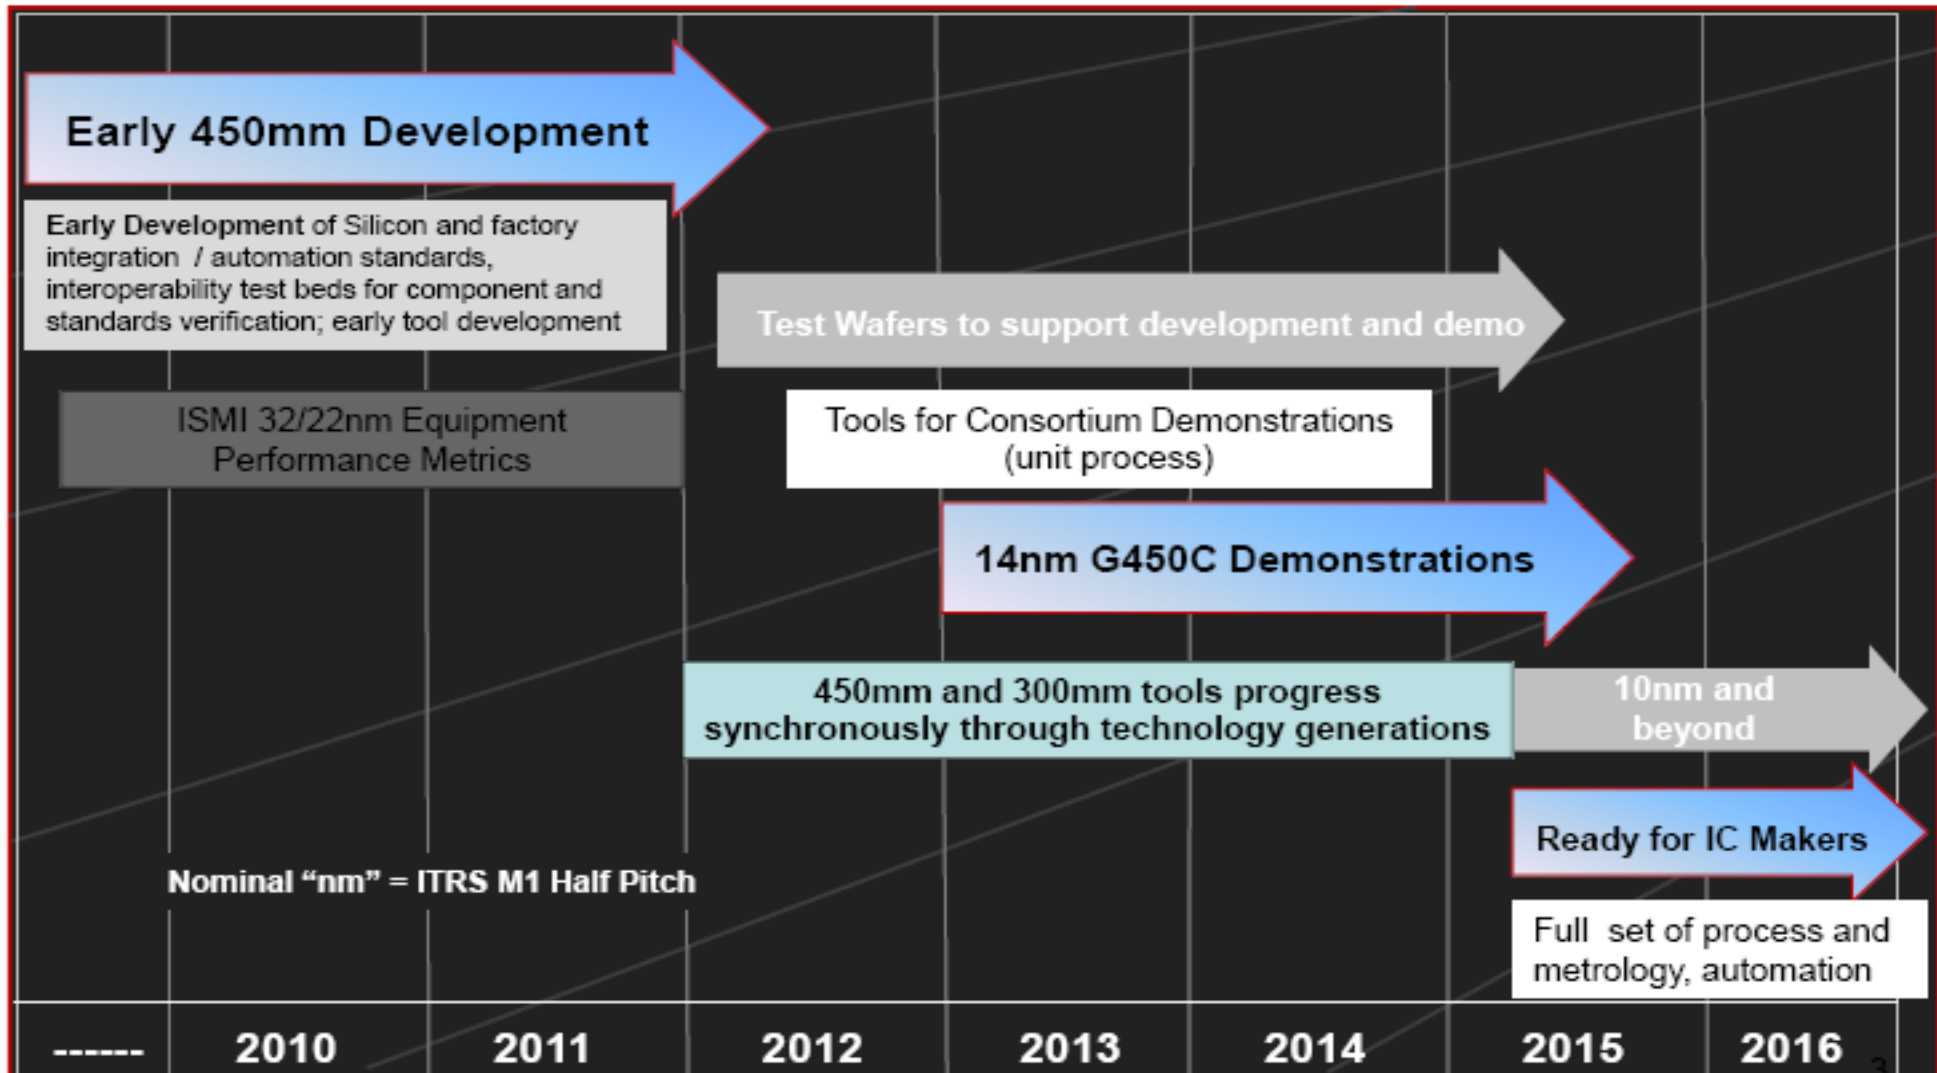 Early 450mm Development
Early Development of Silicon and factory
integration / automation standards,
interoperability test beds for component and
standards verification; early tool development
Test Wafers to support development and demo
ISMI 32/22nm Equipment
Performance Metrics
Tools for Consortium Demonstrations
(unit process)
14nm G450C Demonstrations
450mm and 300mm tools progress
synchronously through technology generations
10nm and
beyond
Ready for IC Makers
Nominal “nm” = ITRS M1 Half Pitch
Full set of process and
metrology, automation
------ 2010 2011 2012 2013 2014 2015 2016
3